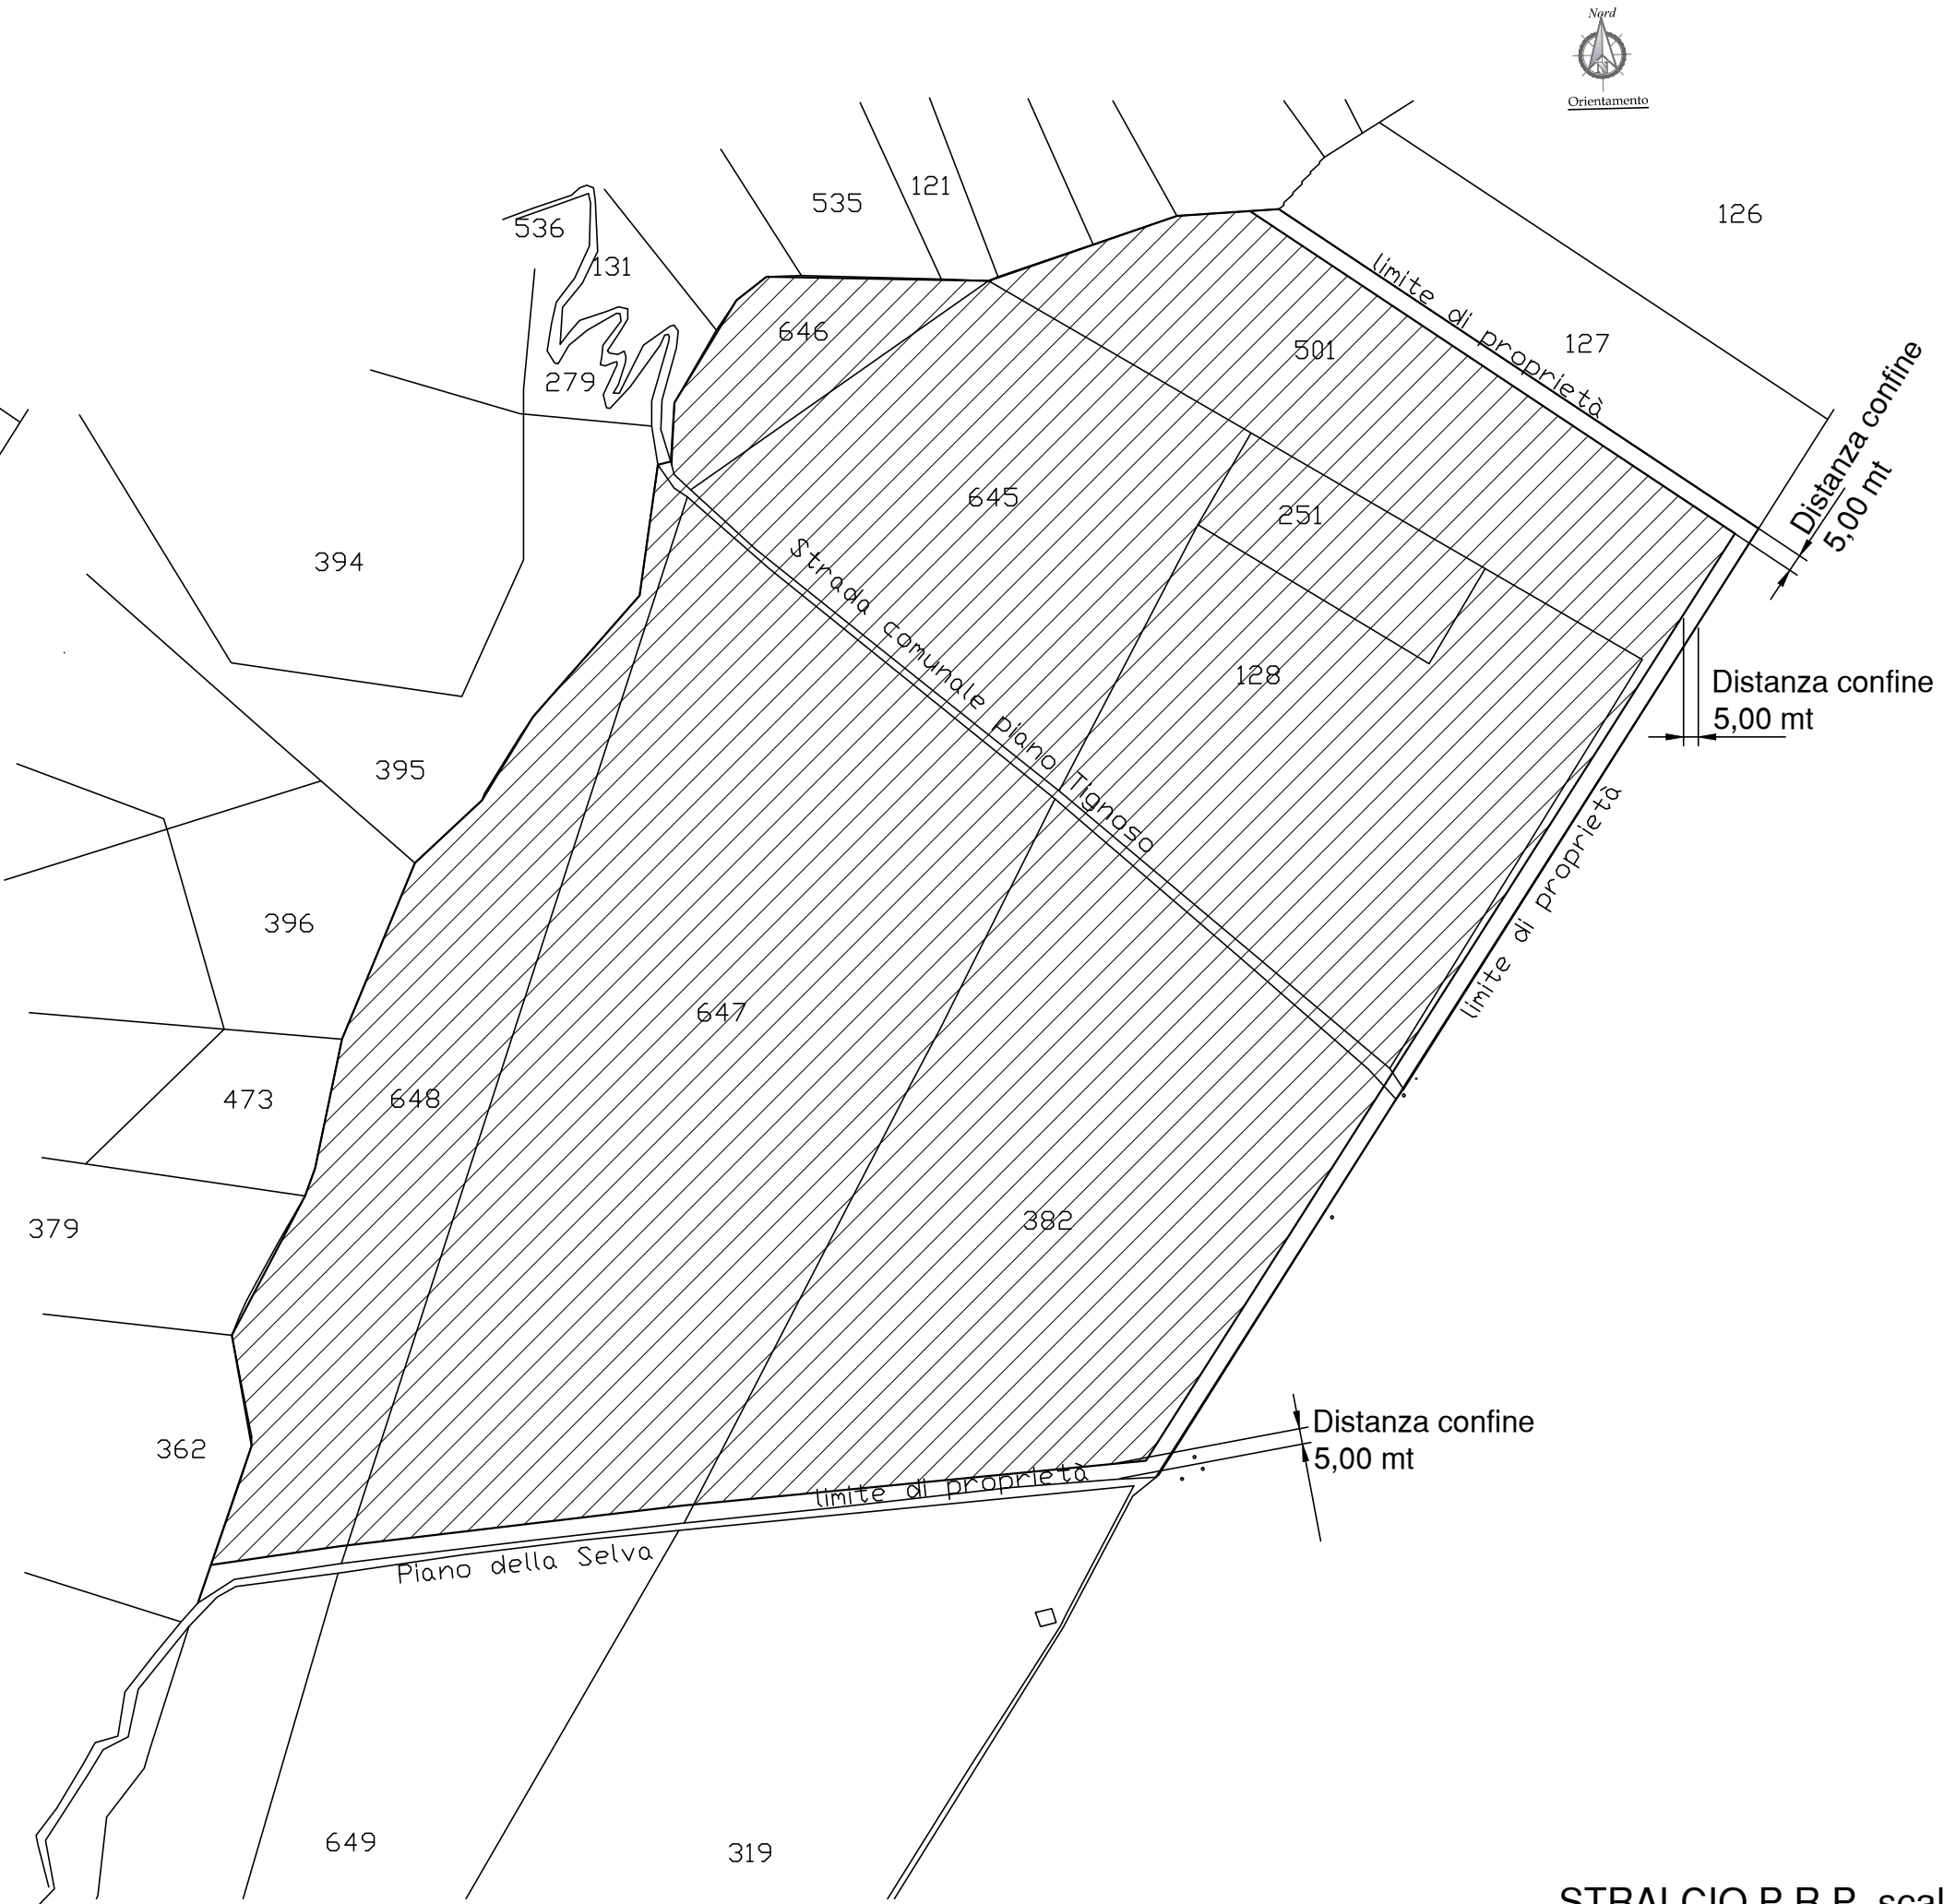 Nord
N
Orientamento
121
535
126
536
131
limite di proprietà
646
127
501
279
Distanza confine
5,00 mt
645
251
Strada comunale piano Tignoso
394
128
Distanza confine
5,00 mt
395
limite di proprietà
396
647
473
648
382
379
Distanza confine
5,00 mt
362
limite di proprietà
Piano della Selva
649
319